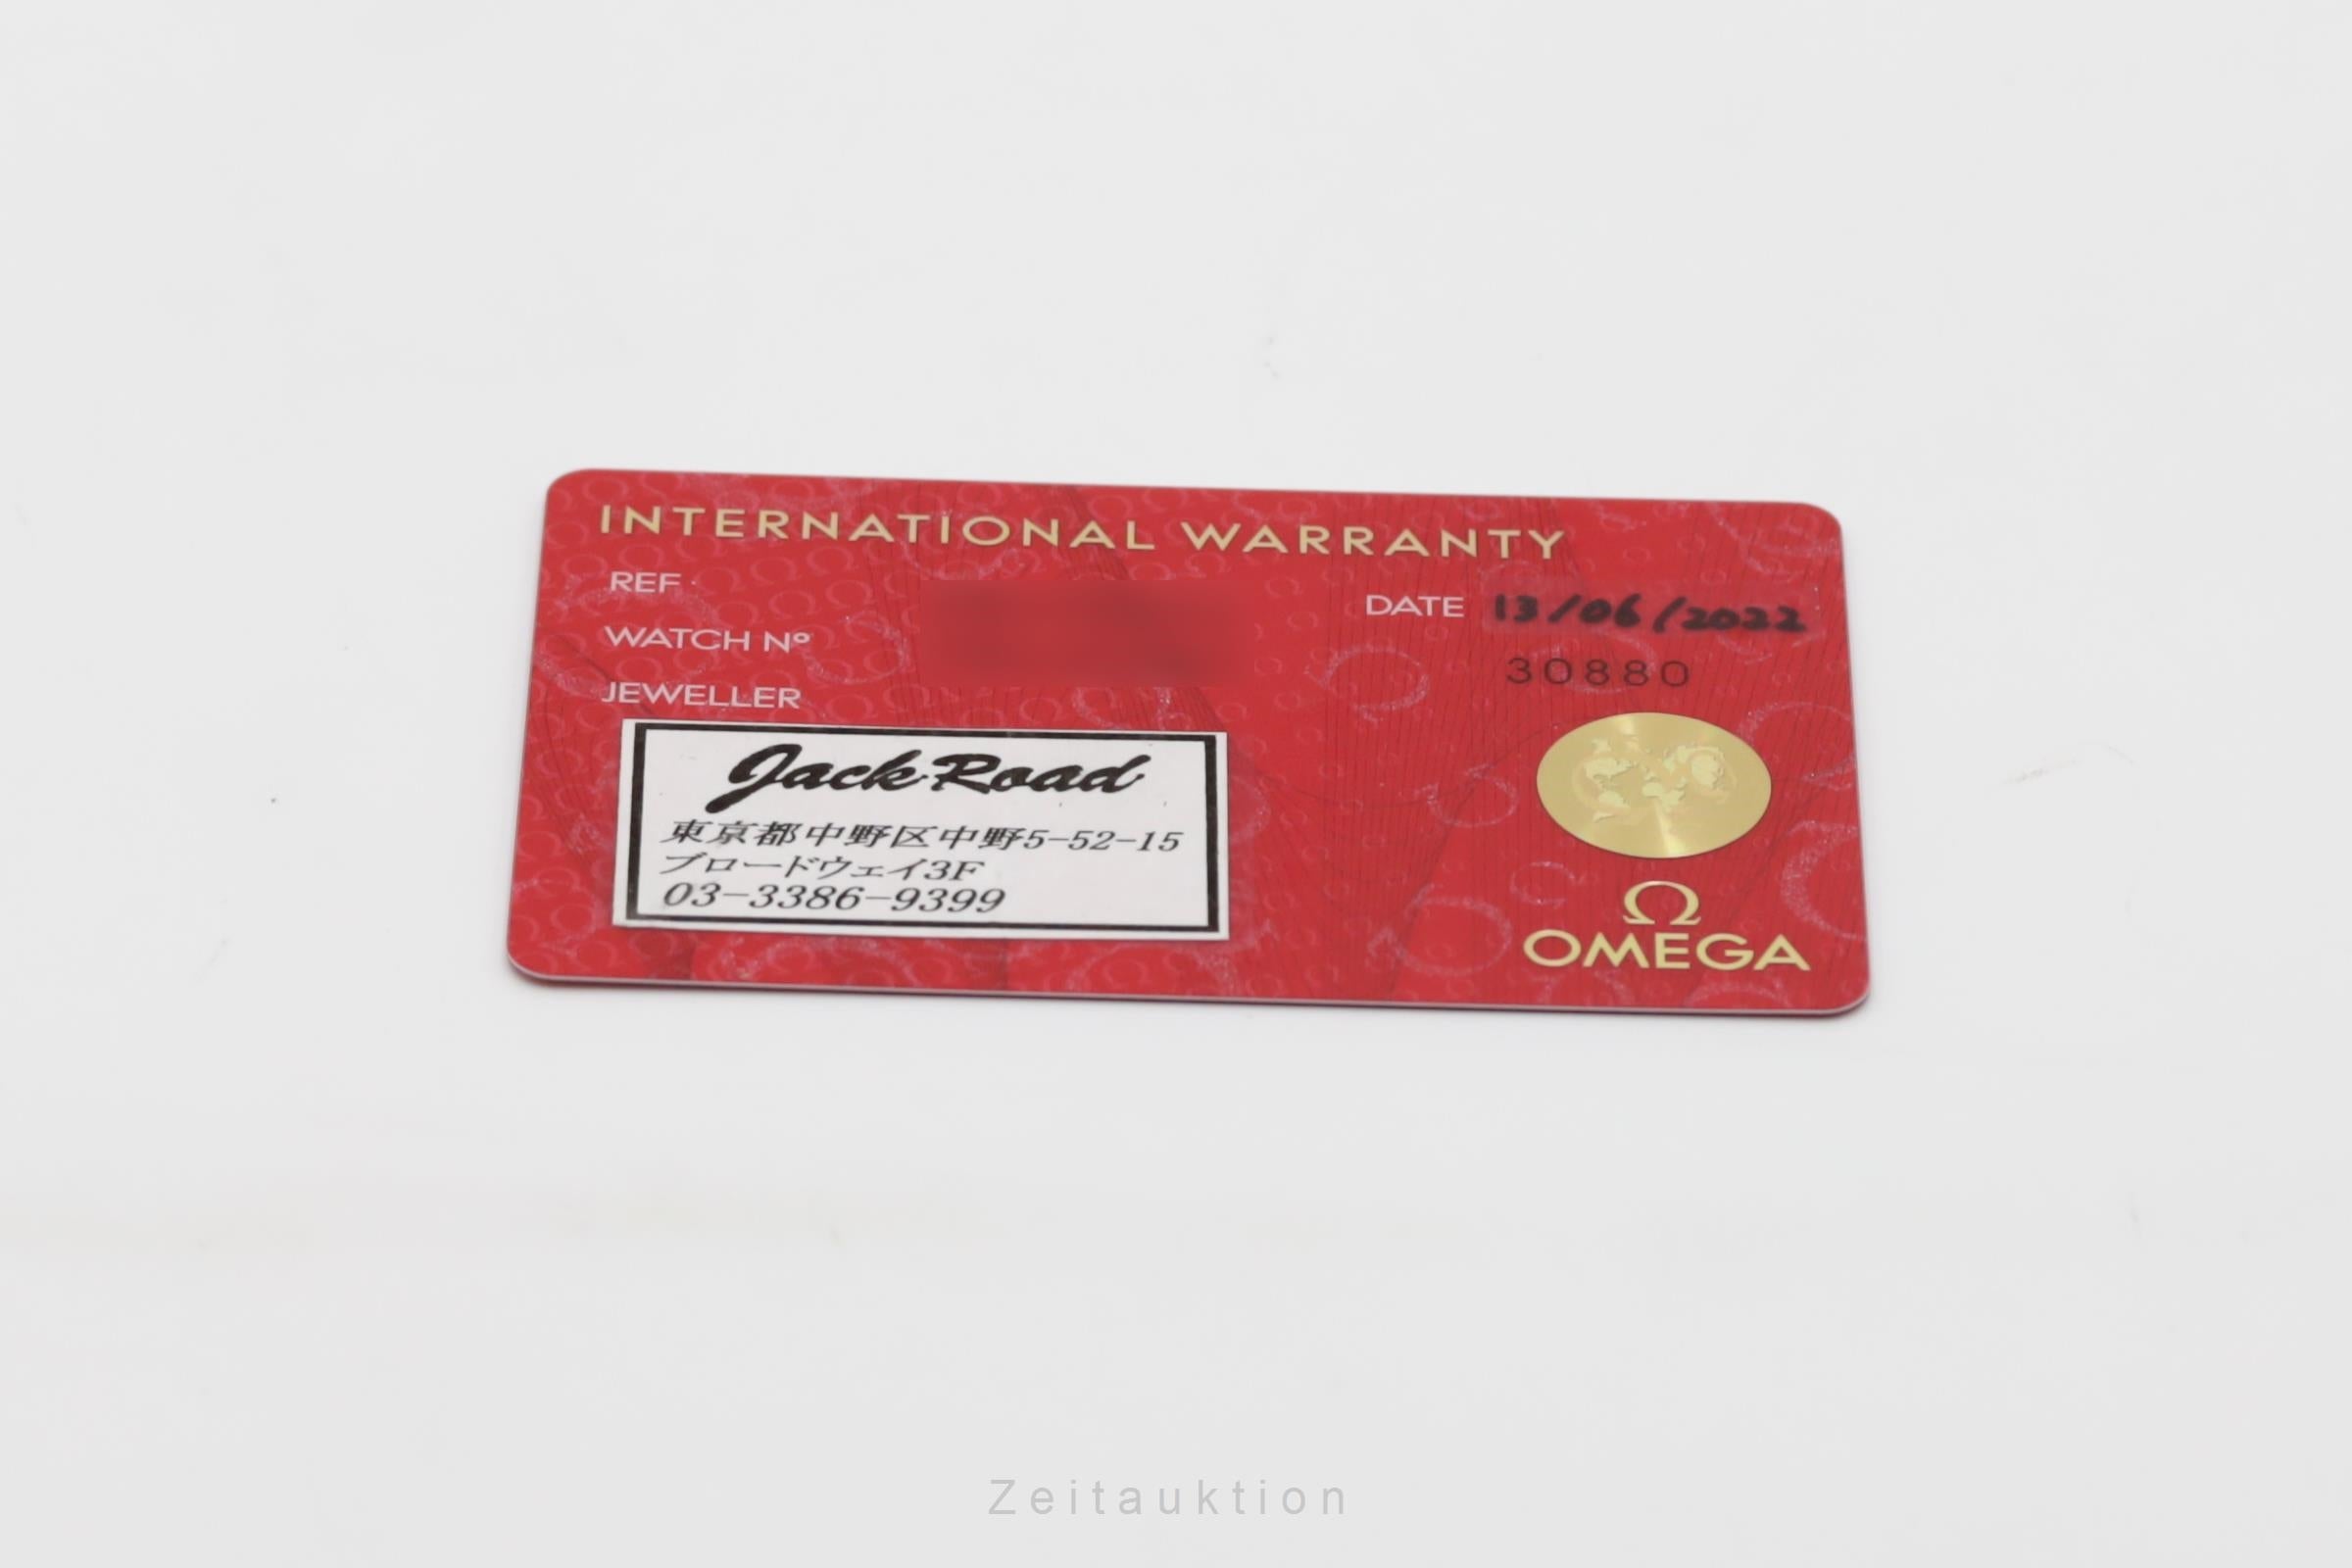 INTERNATIONAL WARRANTY
REF
WATCH Nº
JEWELLER
DATE 13/06/2022
30880
Jack Road
東京都中野区中野5-52-15
ブロードウェイ3F
03-3386-9399
Ω
OMEGA
Zeitauktion